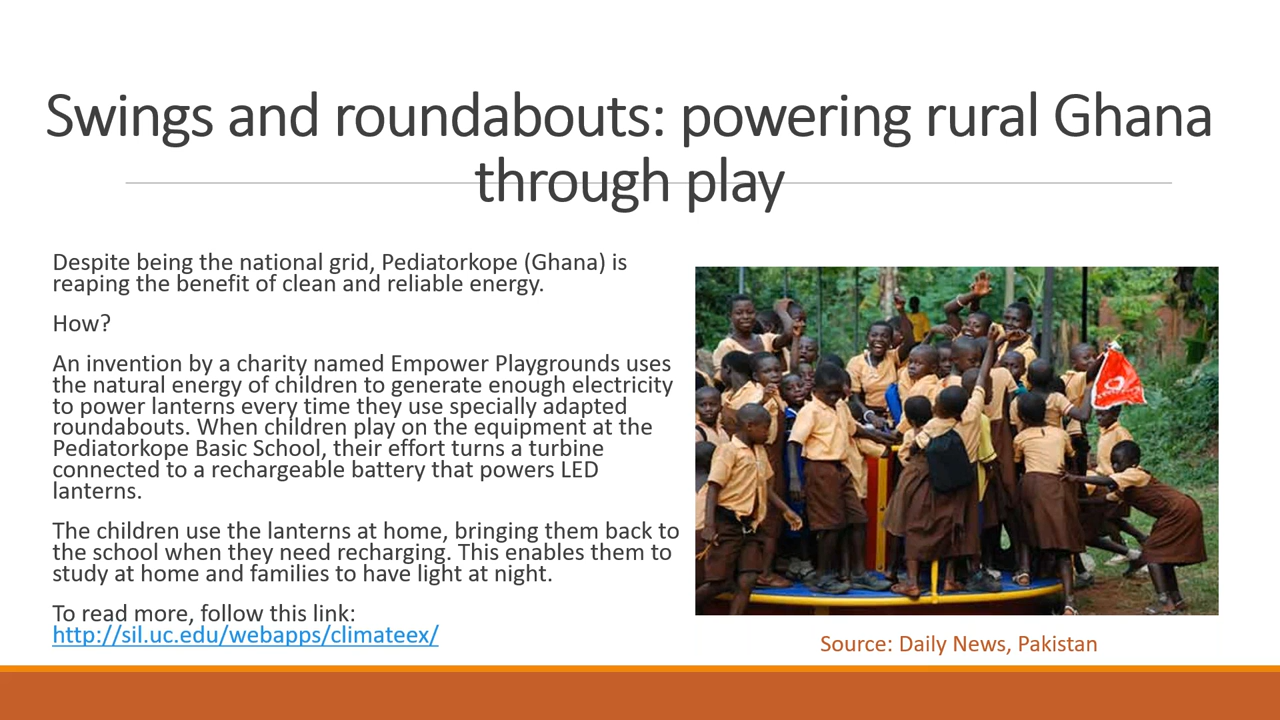 Swings and roundabouts: powering rural Ghana
through play
Despite being the national grid, Pediatorkope (Ghana) is
reaping the benefit of clean and reliable energy.
How?
An invention by a charity named Empower Playgrounds uses
the natural energy of children to generate enough electricity
to power lanterns every time they use specially adapted
roundabouts. When children play on the equipment at the
Pediatorkope Basic School, their effort turns a turbine
connected to a rechargeable battery that powers LED
lanterns.
The children use the lanterns at home, bringing them back to
the school when they need recharging. This enables them to
study at home and families to have light at night.
To read more, follow this link:
http://sil.uc.edu/webapps/climateex/
Source: Daily News, Pakistan